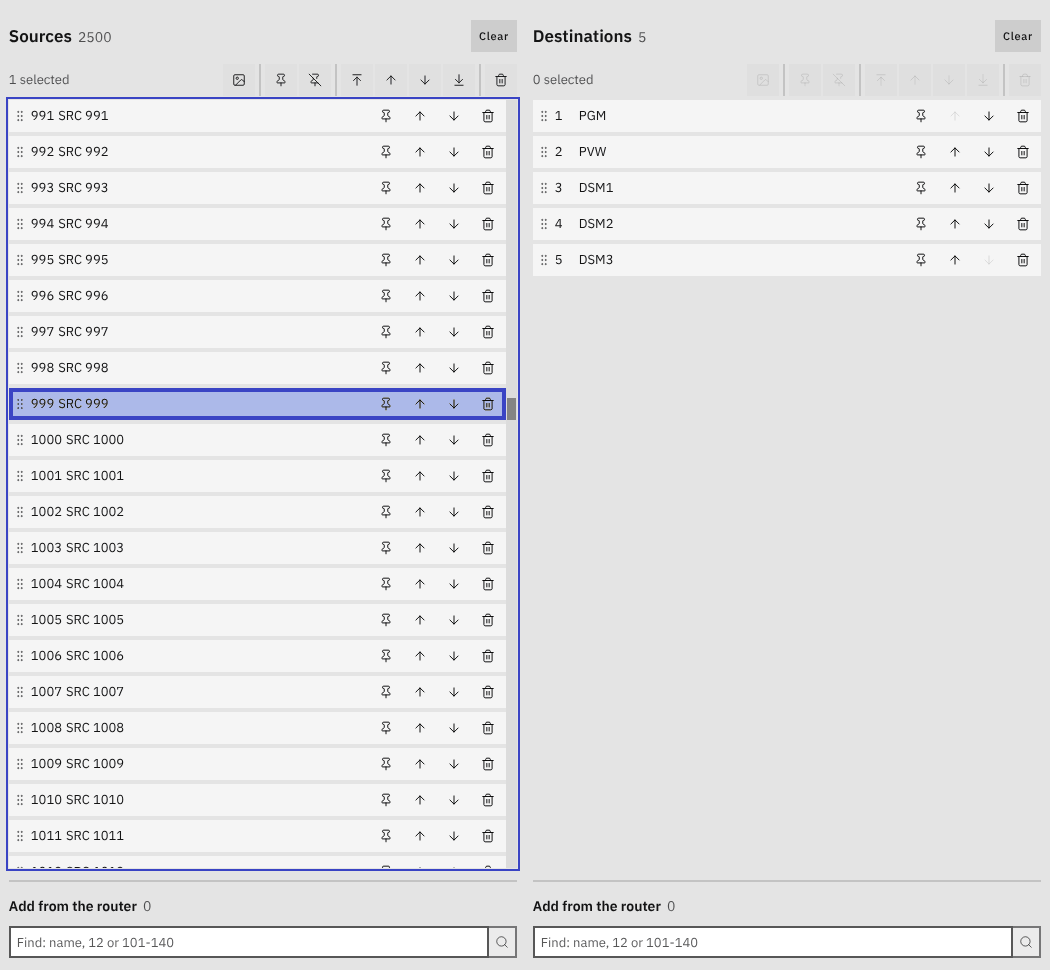 Sources 2500
Clear
1 selected
991 SRC 991
992 SRC 992
993 SRC 993
994 SRC 994
995 SRC 995
996 SRC 996
997 SRC 997
998 SRC 998
999 SRC 999
1000 SRC 1000
1001 SRC 1001
1002 SRC 1002
1003 SRC 1003
1004 SRC 1004
1005 SRC 1005
1006 SRC 1006
1007 SRC 1007
1008 SRC 1008
1009 SRC 1009
1010 SRC 1010
1011 SRC 1011
Add from the router 0
Find: name, 12 or 101-140
Destinations 5
Clear
0 selected
1 PGM
2 PVW
3 DSM1
4 DSM2
5 DSM3
Add from the router 0
Find: name, 12 or 101-140